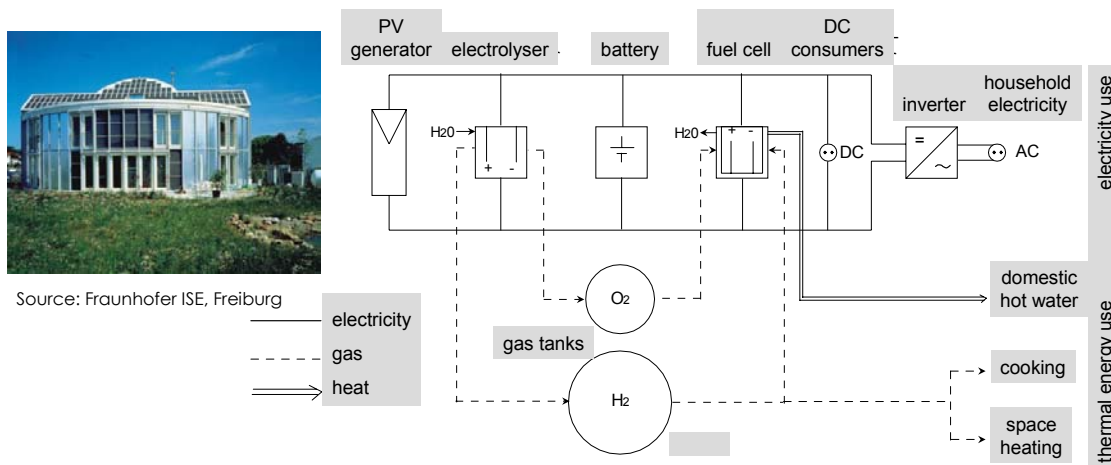 PV
generator
electrolyser
battery
fuel cell
DC
consumers
inverter
household
electricity
electricity use
H20
+ -
H20
+ -
DC
=
~
AC
domestic
hot water
Source: Fraunhofer ISE, Freiburg
O2
electricity
gas tanks
gas
thermal energy use
cooking
heat
H2
space
heating